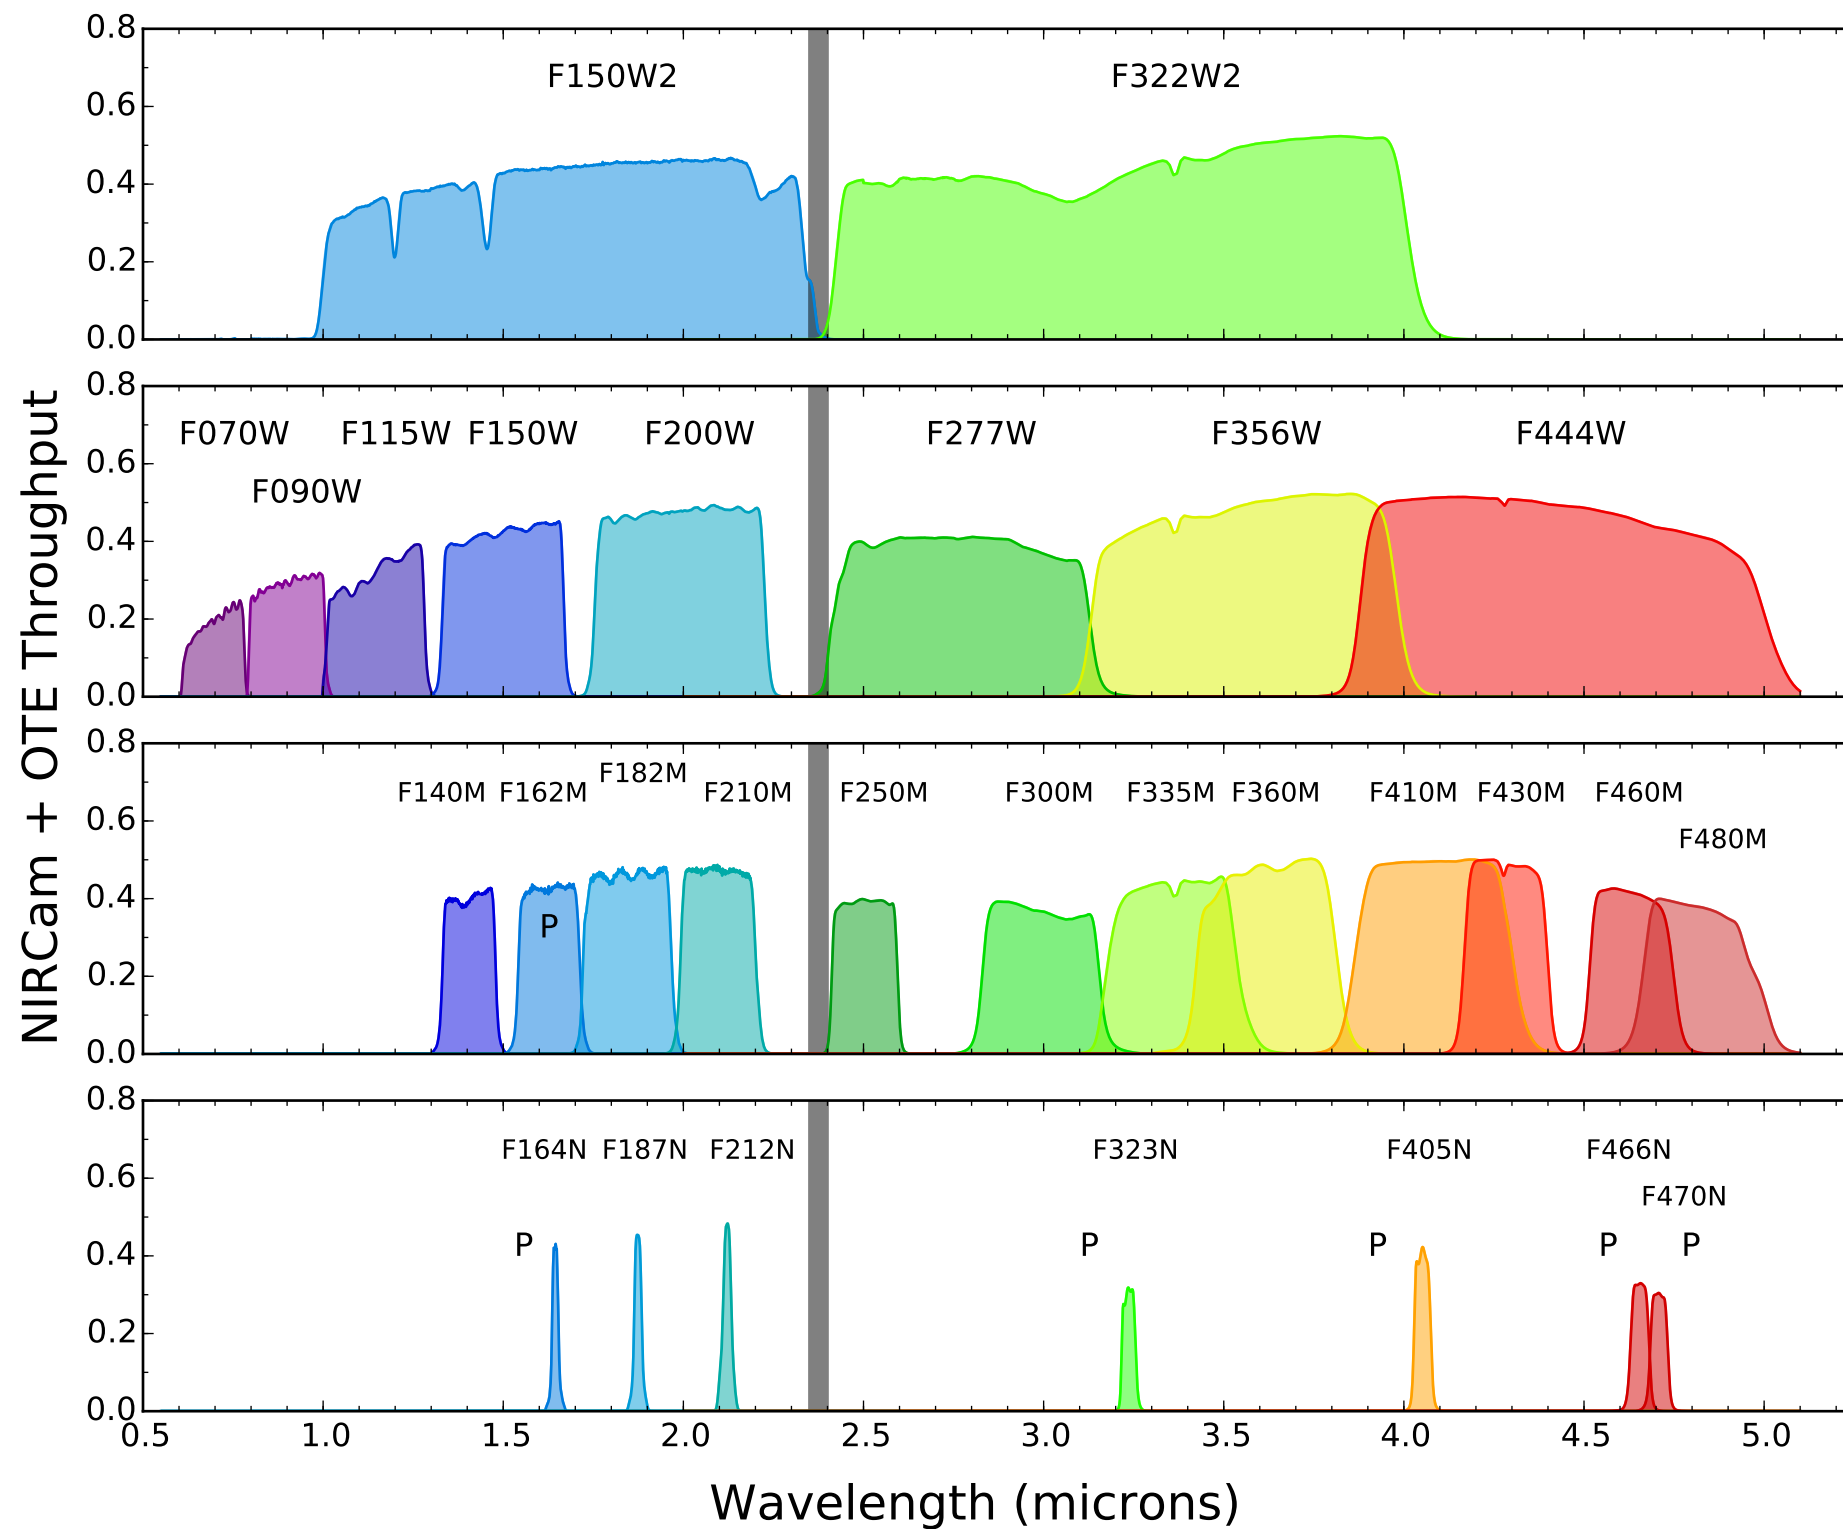 NIRCam + OTE Throughput
0.8
F150W2 F322W2
0.6
0.4
0.2
0.0
0.8
F070W F115W F150W F200W F277W F356W F444W
0.6
F090W
0.4
0.2
0.0
0.8
F182M
F140M F162M F210M F250M F300M F335M F360M F410M F430M F460M
0.6
F480M
0.4
P
0.2
0.0
0.8
F164N F187N F212N F323N F405N F466N
0.6
F470N
P P P P P
0.4
0.2
0.0
0.5 1.0 1.5 2.0 2.5 3.0 3.5 4.0 4.5 5.0
Wavelength (microns)